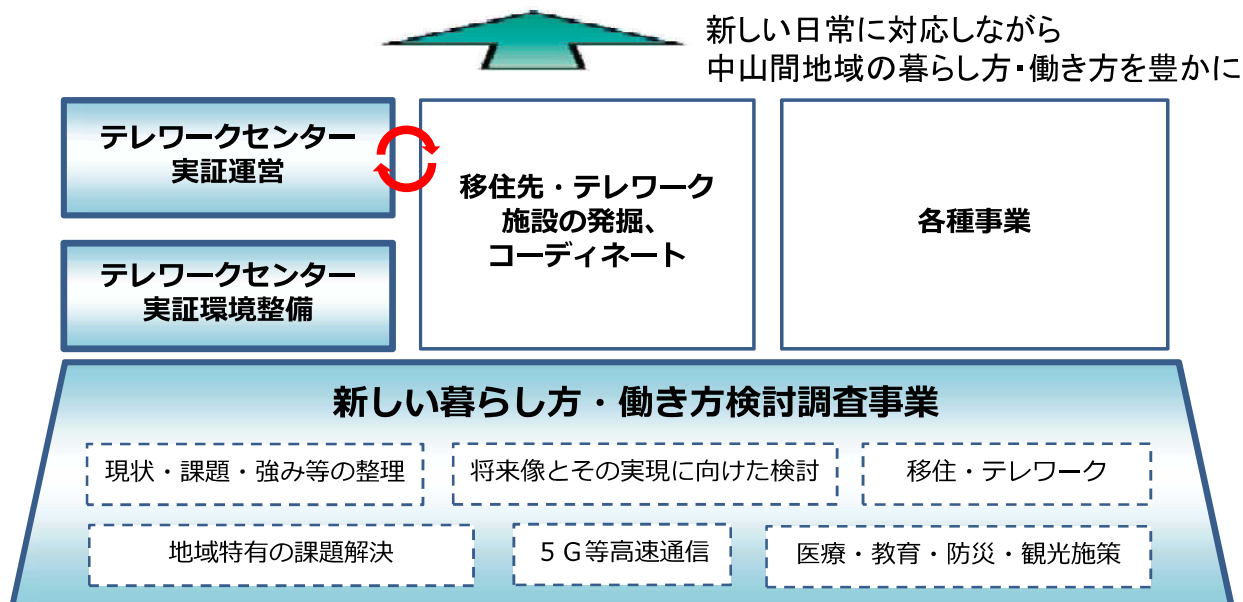 新しい日常に対応しながら
中山間地域の暮らし方・働き方を豊かに
テレワークセンター
実証運営
移住先・テレワーク
施設の発掘、
コーディネート
各種事業
テレワークセンター
実証環境整備
新しい暮らし方・働き方検討調査事業
現状・課題・強み等の整理
将来像とその実現に向けた検討
移住・テレワーク
地域特有の課題解決
５Ｇ等高速通信
医療・教育・防災・観光施策